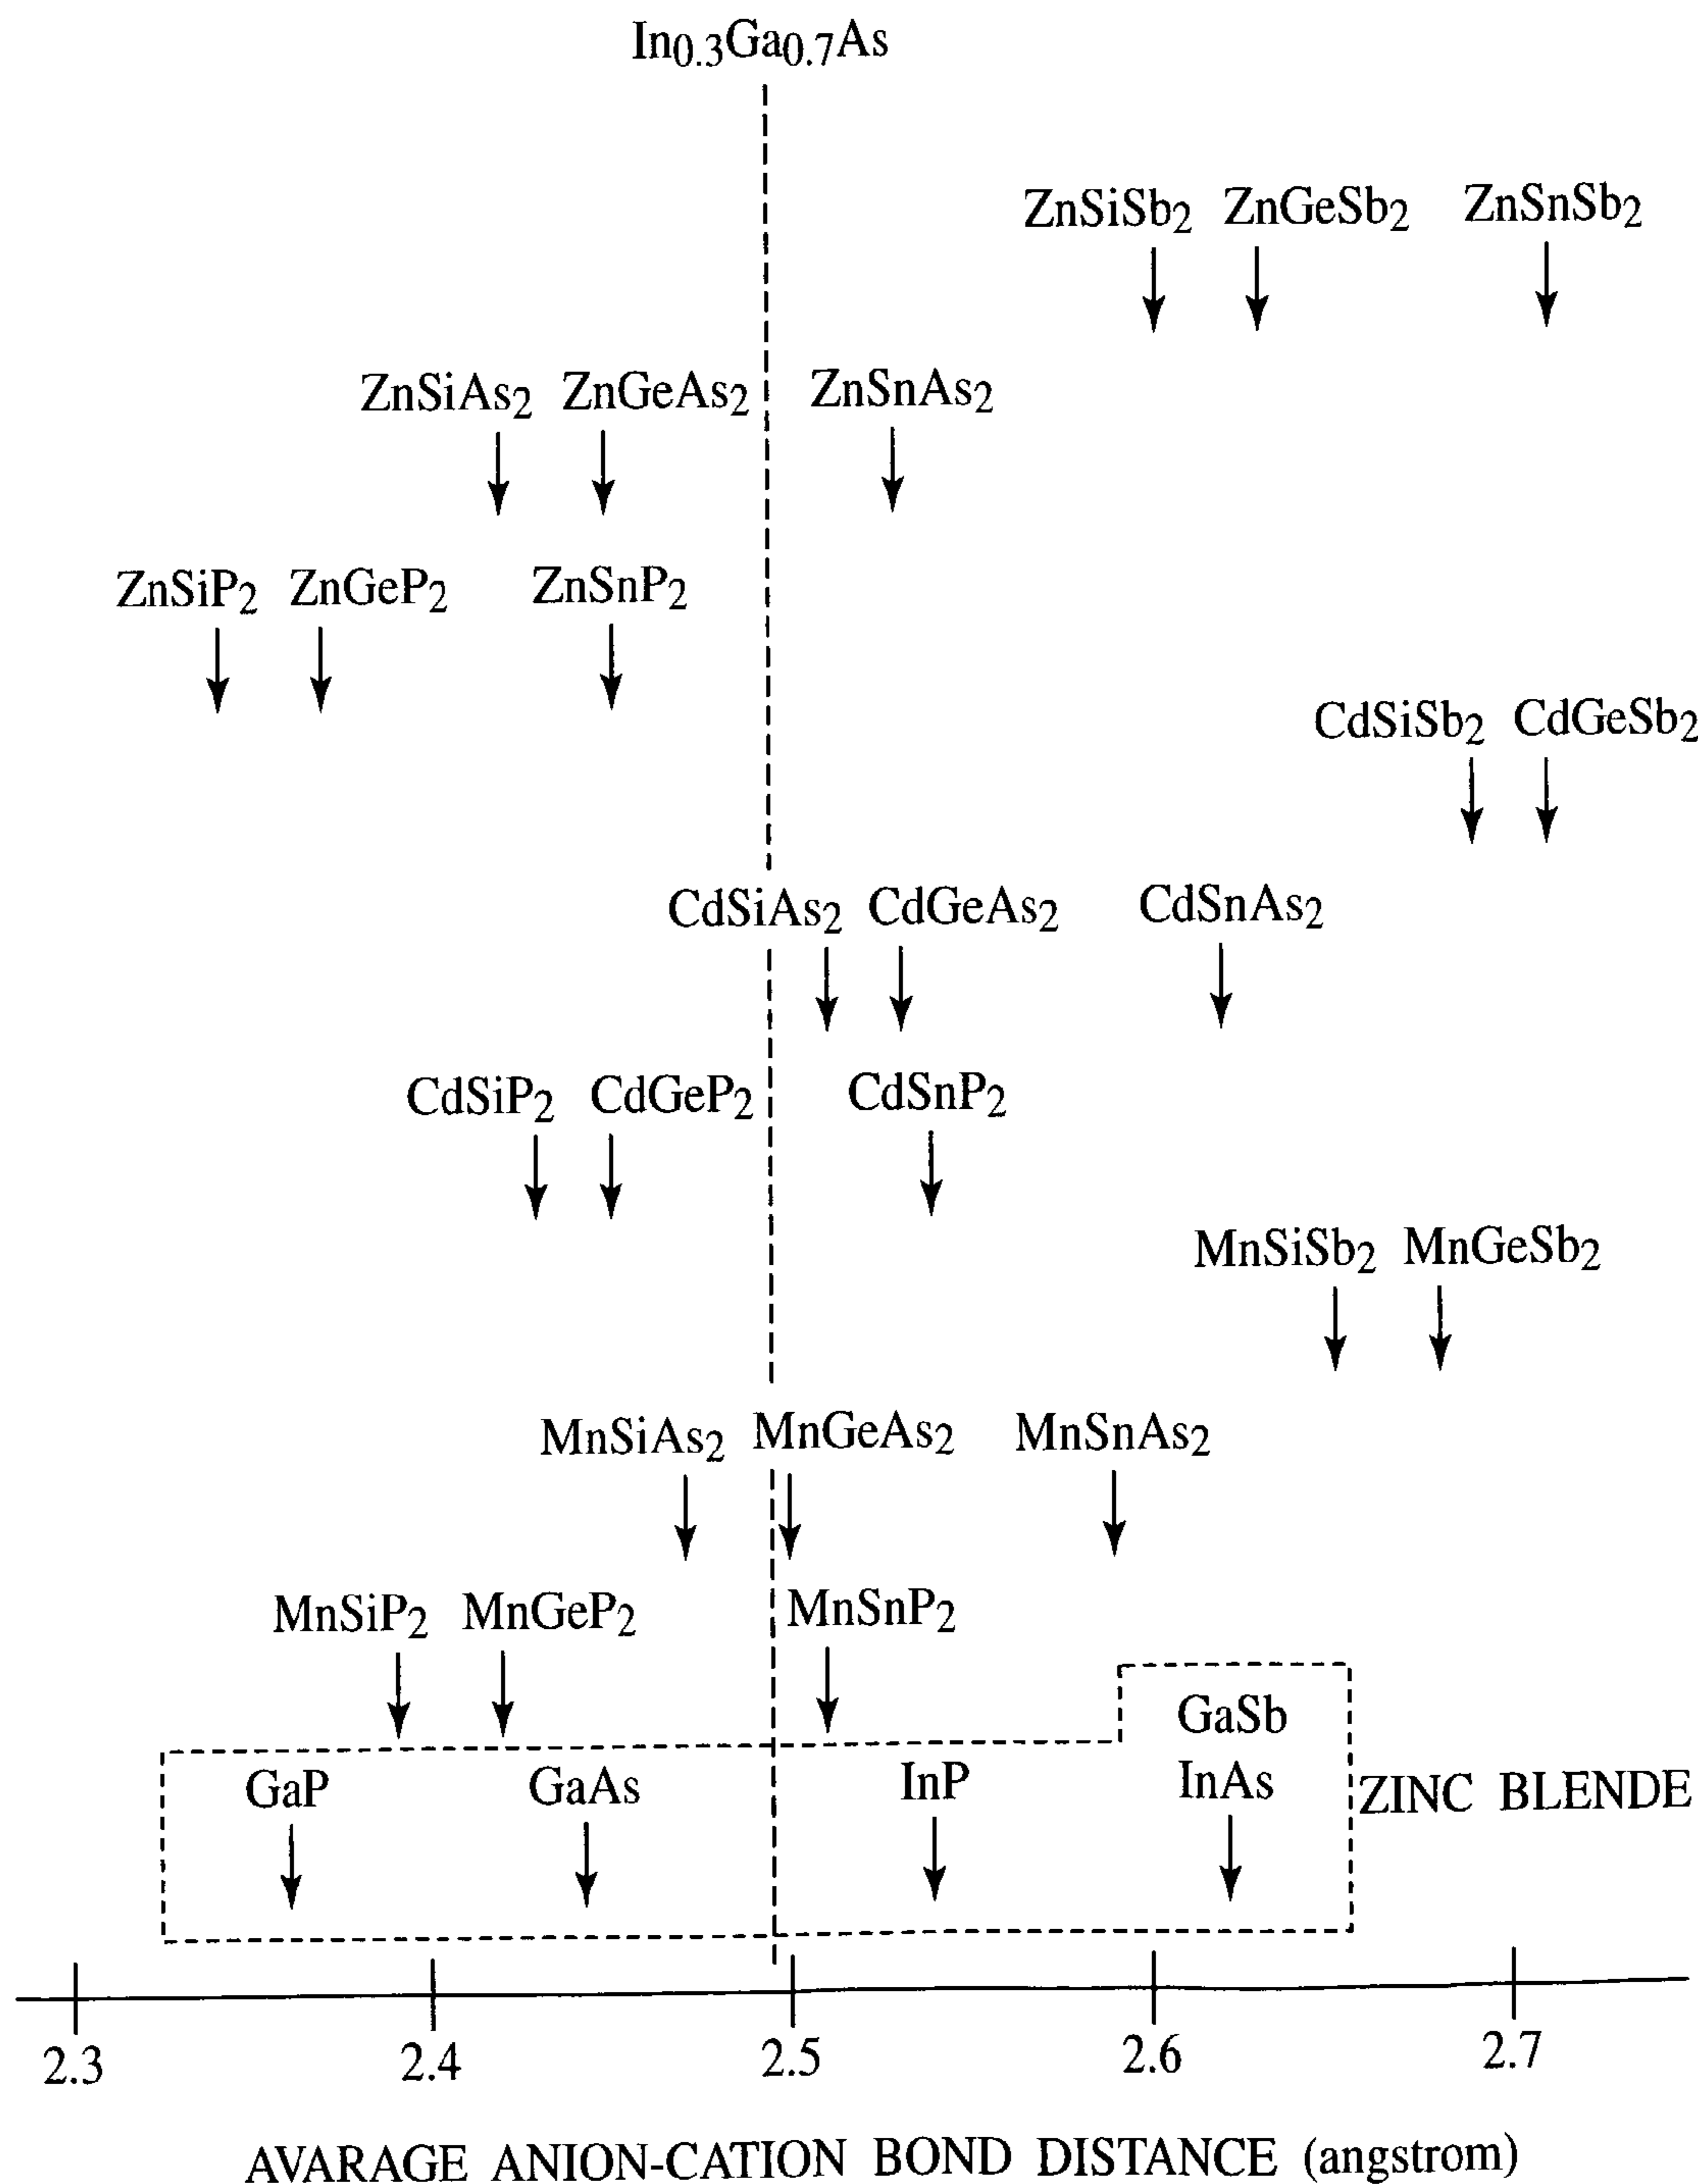 In0.3Ga0.7As
ZnSiSb2 ZnGeSb2 ZnSnSb2
ZnSiAs2 ZnGeAs2 ZnSnAs2
ZnSiP2 ZnGeP2 ZnSnP2
CdSiSb2 CdGeSb2
CdSiAs2 CdGeAs2 CdSnAs2
CdSiP2 CdGeP2 CdSnP2
MnSiSb2 MnGeSb2
MnSiAs2 MnGeAs2 MnSnAs2
MnSiP2 MnGeP2 MnSnP2
GaSb
GaP GaAs InP InAs ZINC BLENDE
2.3 2.4 2.5 2.6 2.7
AVARAGE ANION-CATION BOND DISTANCE (angstrom)